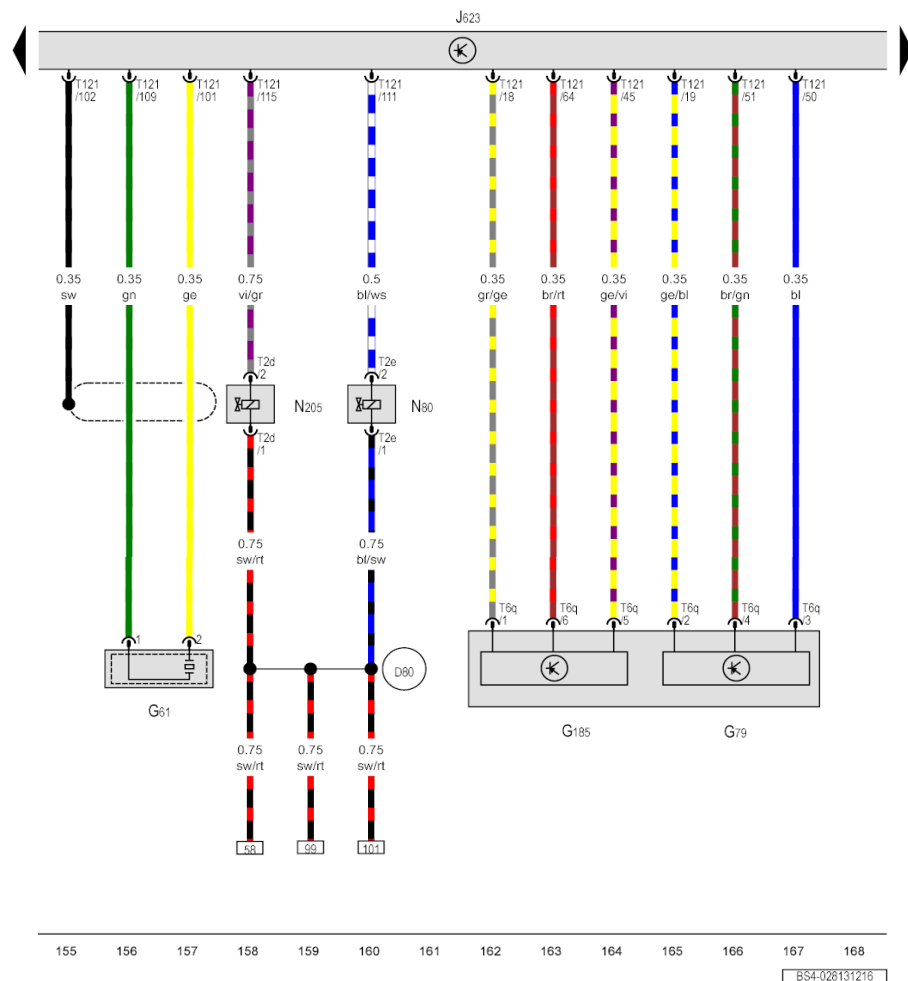 J623
T121 T121 T121 T121 T121 T121 T121 T121 T121 T121 T121
/102 /109 /101 /115 /111 /18 /64 /45 /19 /51 /50
0.35 0.35 0.35 0.75 0.5 0.35 0.35 0.35 0.35 0.35 0.35
sw gn ge vi/gr bl/ws gr/ge br/rt ge/vi ge/bl br/gn bl
T2d T2e
/2 /2
N205 N80
T2d T2e
/1 /1
0.75 0.75
sw/rt bl/sw
T6q T6q T6q T6q T6q T6q
/1 /6 /5 /2 /4 /3
1 2
D80
G61 G185 G79
0.75 0.75 0.75
sw/rt sw/rt sw/rt
58 99 101
155 156 157 158 159 160 161 162 163 164 165 166 167 168
BS4-028131216